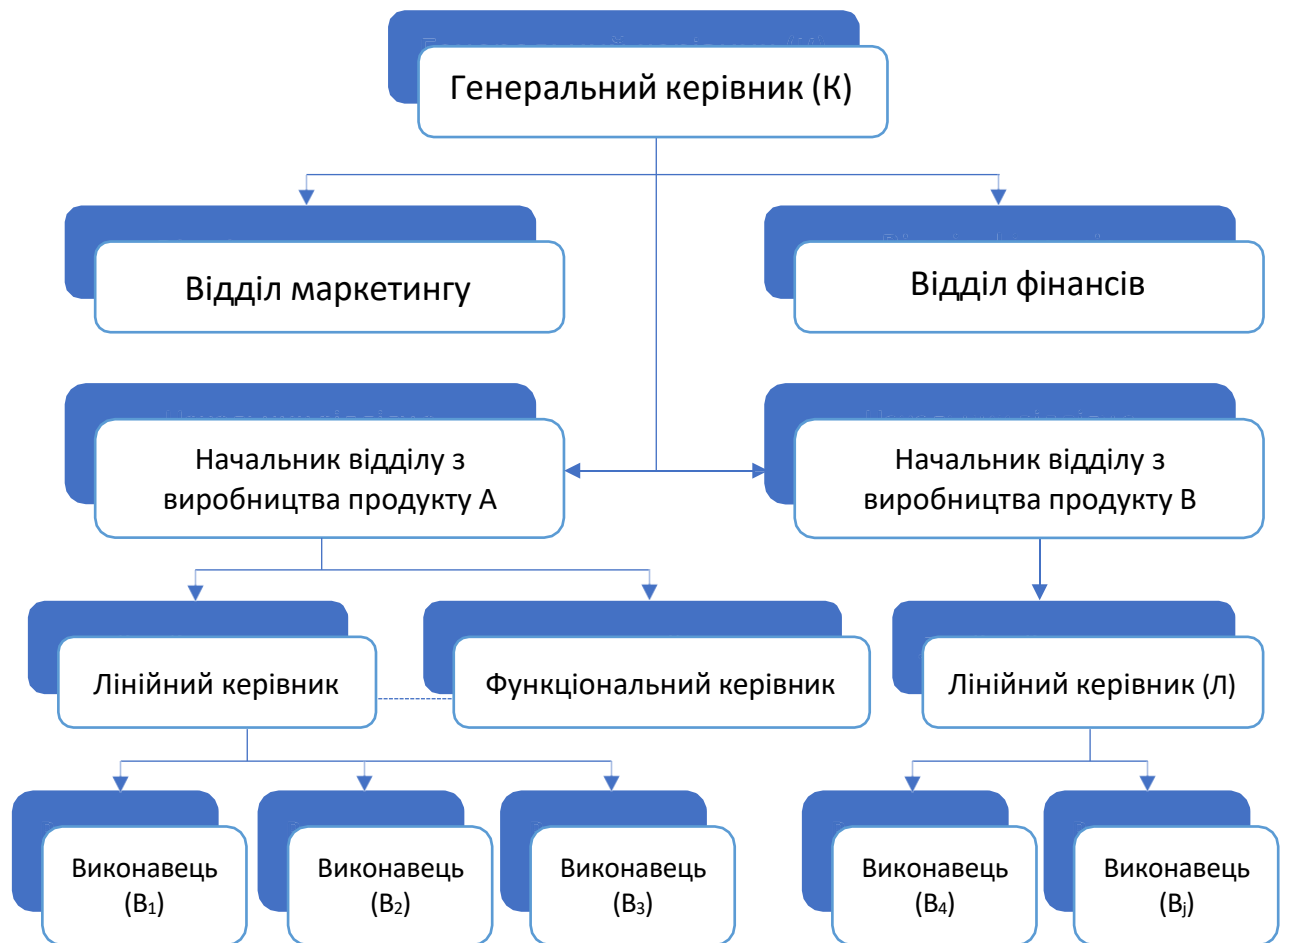 Генеральний керівник (К)
Відділ маркетингу
Відділ фінансів
Начальник відділу з
виробництва продукту А
Начальник відділу з
виробництва продукту В
Лінійний керівник
Функціональний керівник
Лінійний керівник (Л)
Виконавець
(В₁)
Виконавець
(В₂)
Виконавець
(В₃)
Виконавець
(В₄)
Виконавець
(Вⱼ)